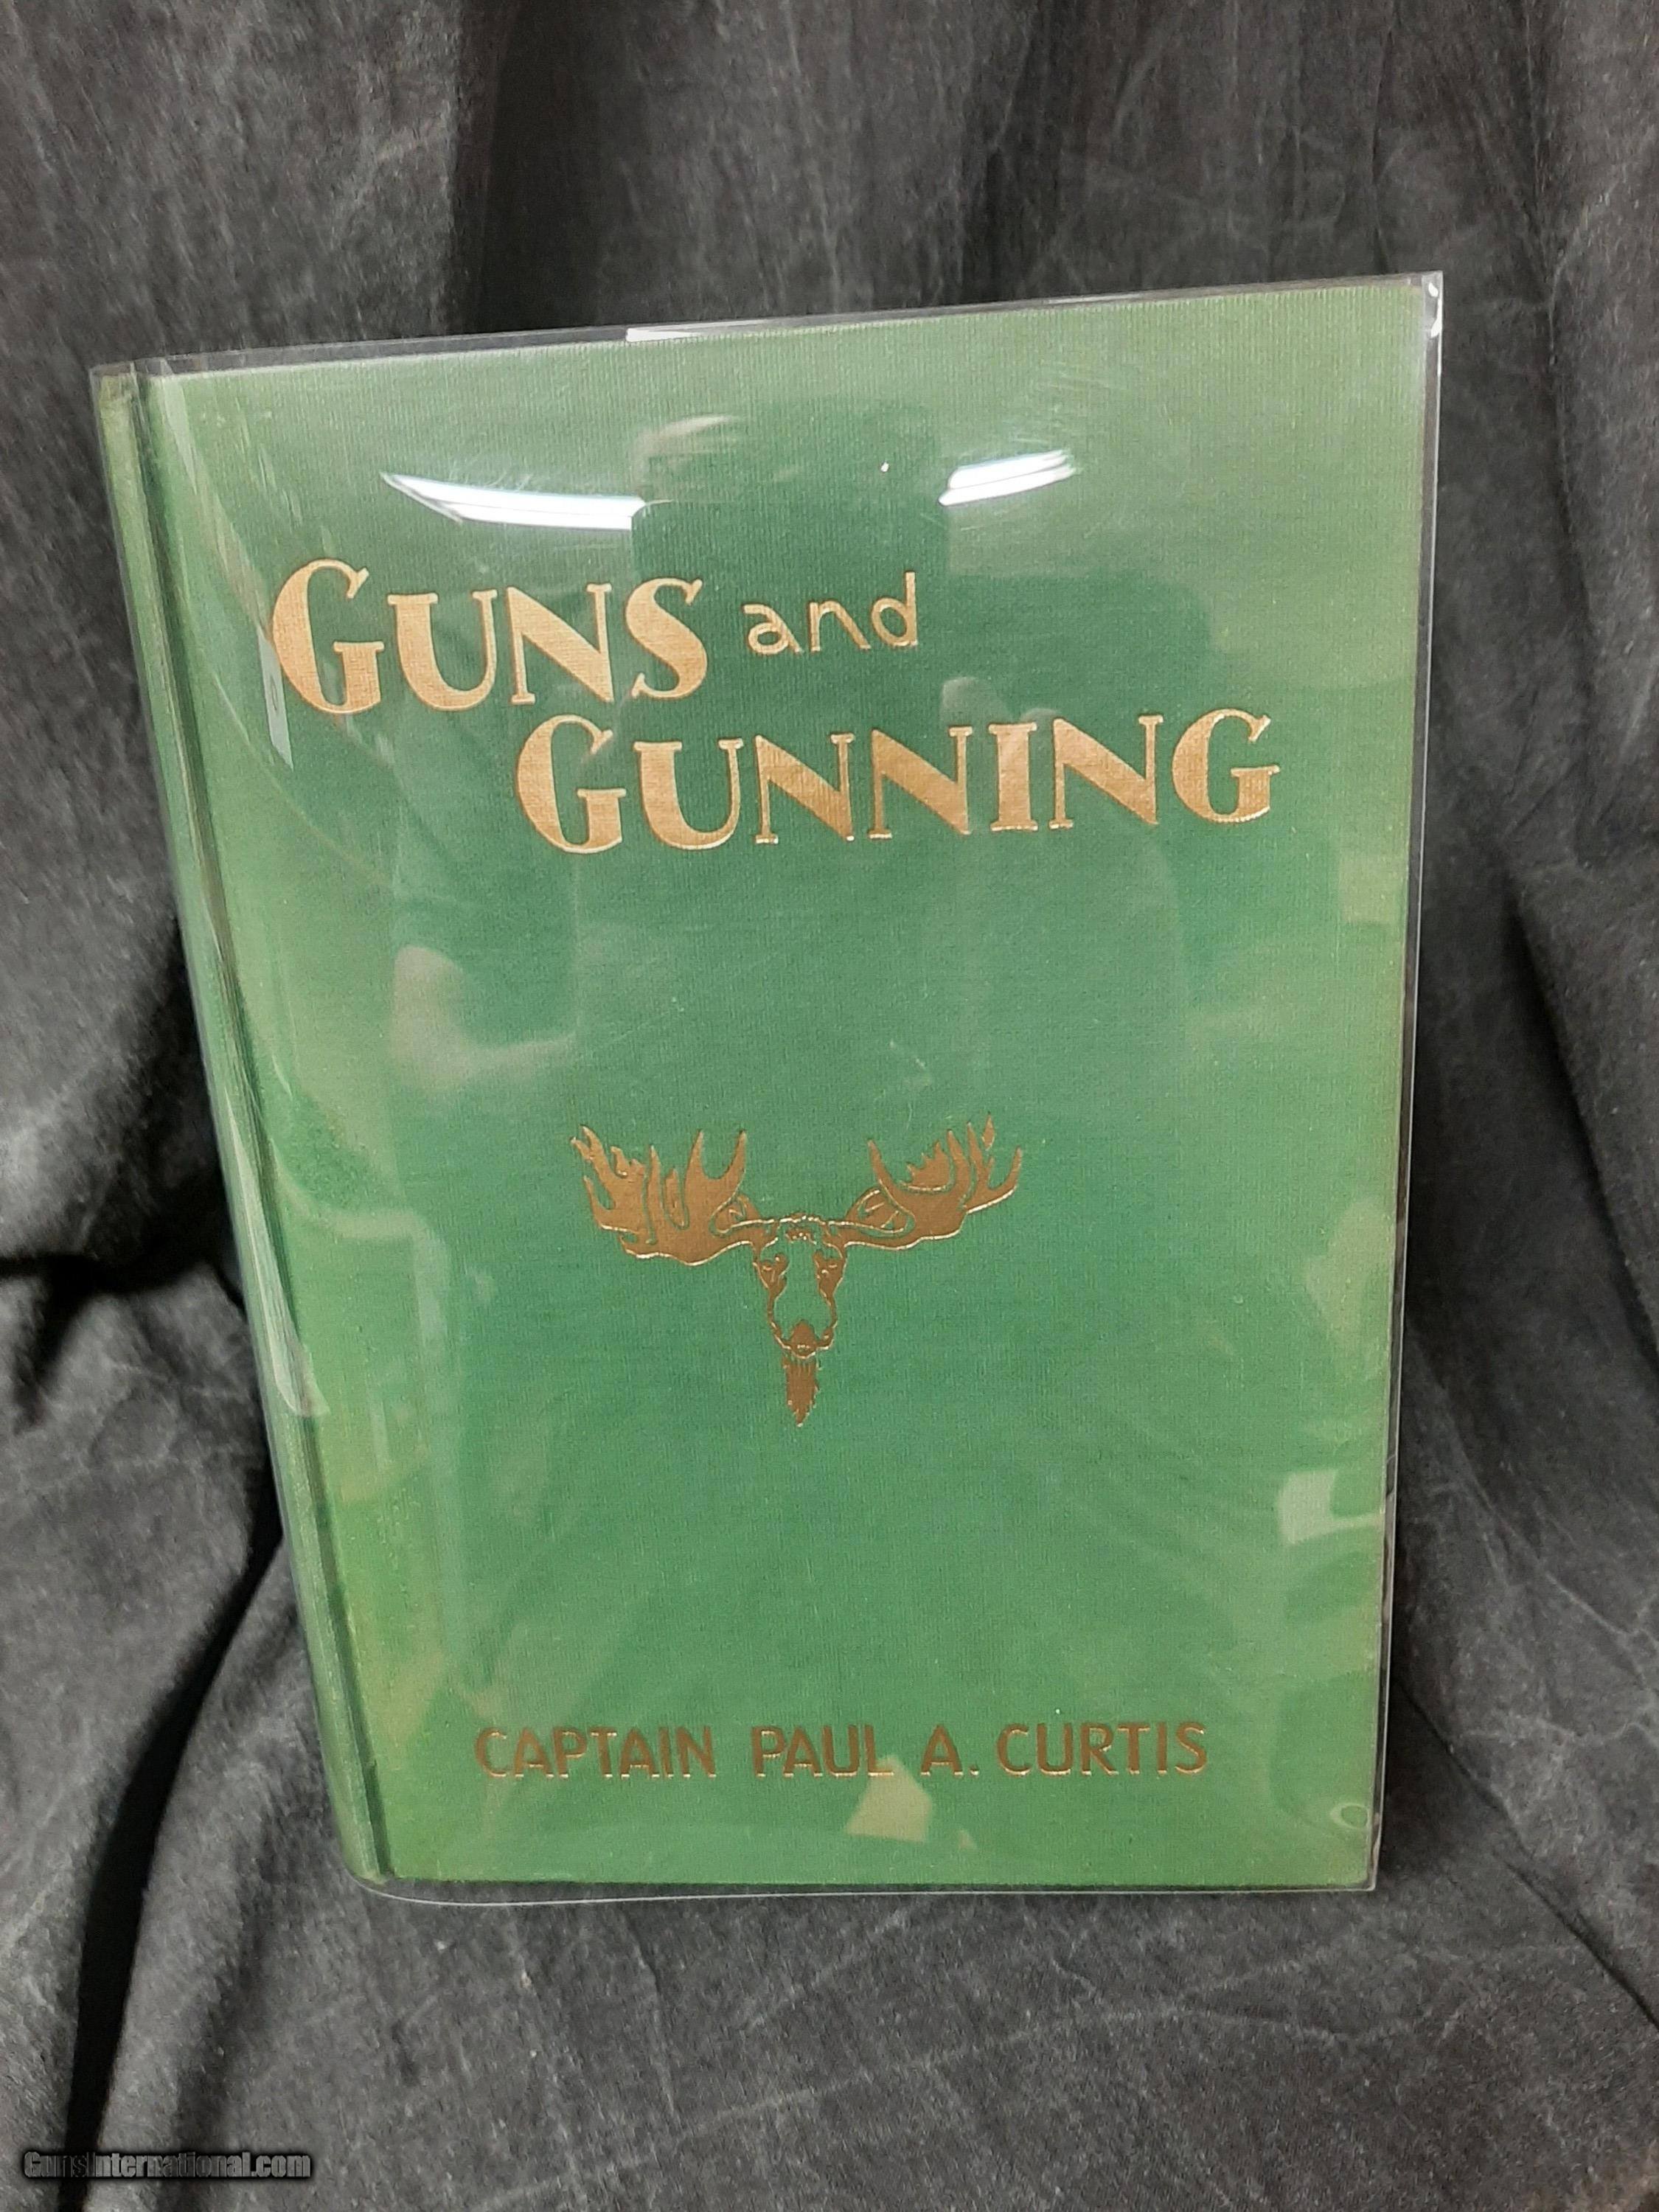 GUNS and
GUNNING
CAPTAIN PAUL A. CURTIS
GunsInternational.com